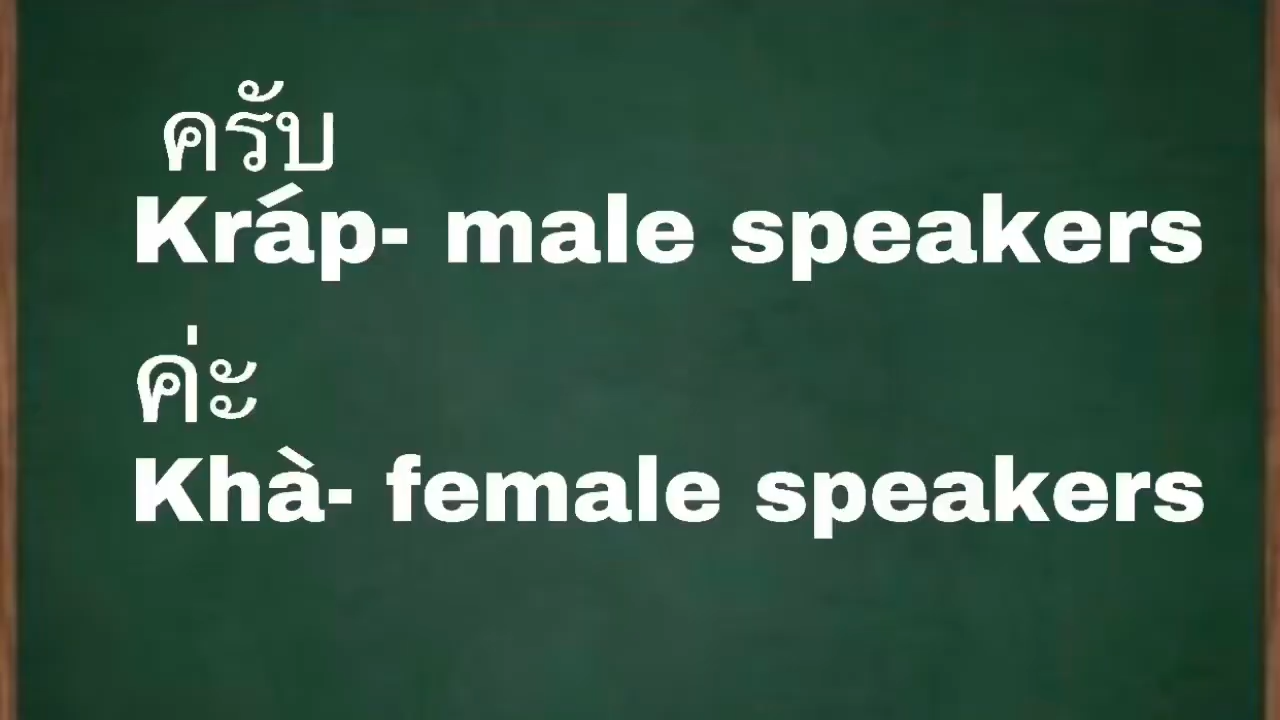 ครับ
Kráp- male speakers
ค่ะ
Khà- female speakers